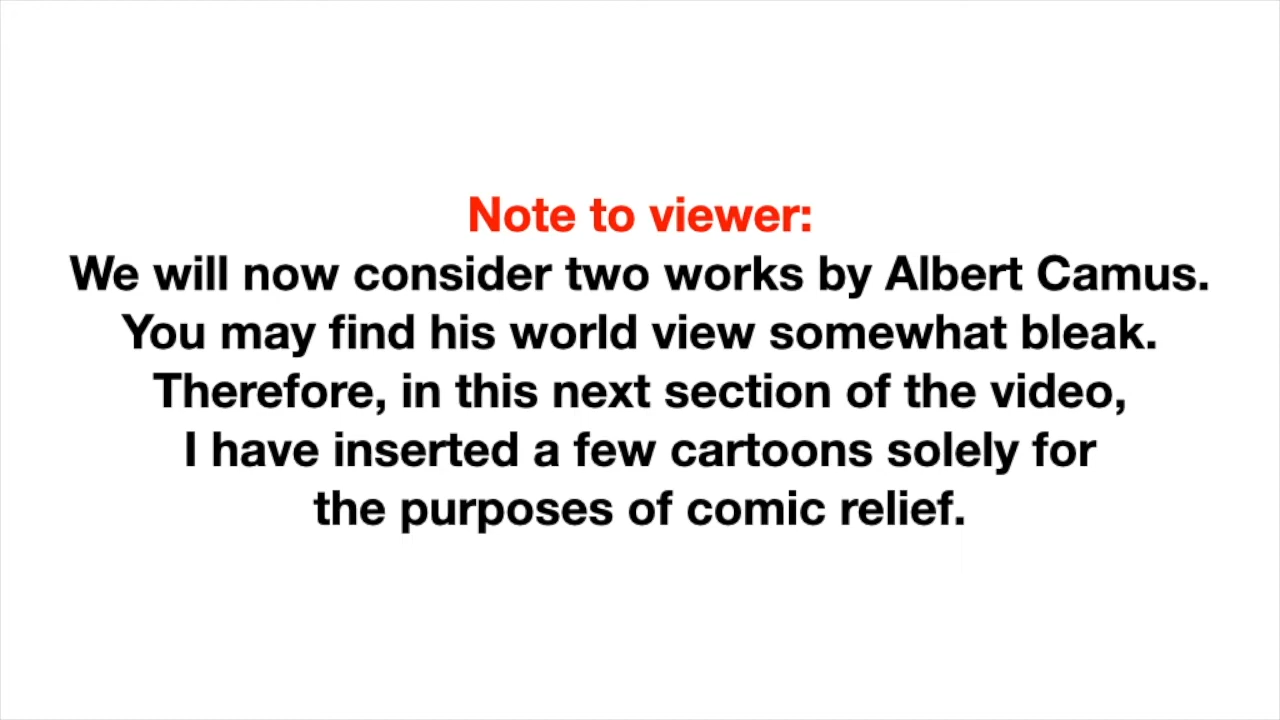 Note to viewer:
We will now consider two works by Albert Camus.
You may find his world view somewhat bleak.
Therefore, in this next section of the video,
I have inserted a few cartoons solely for
the purposes of comic relief.